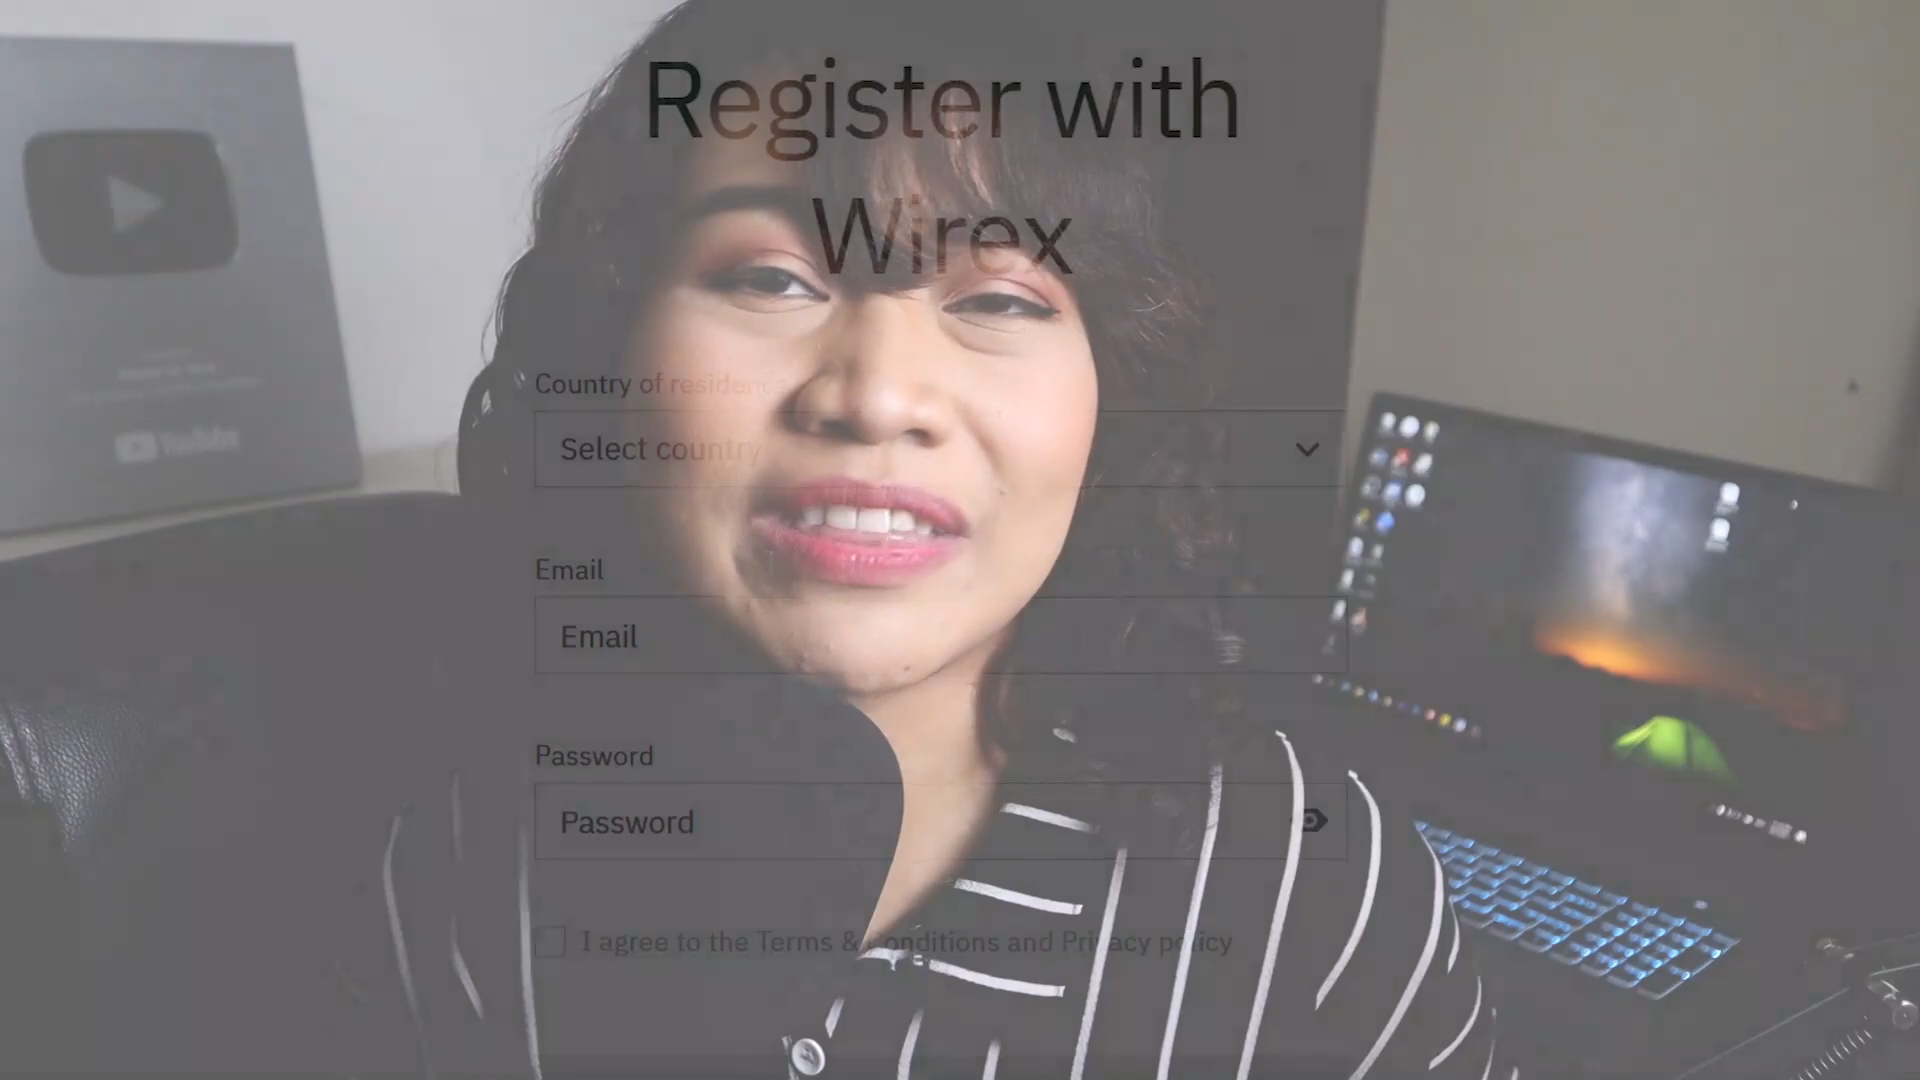 Register with
Wirex
Country of residence
Select country
Email
Email
Password
Password
I agree to the Terms & Conditions and Privacy policy
YouTube